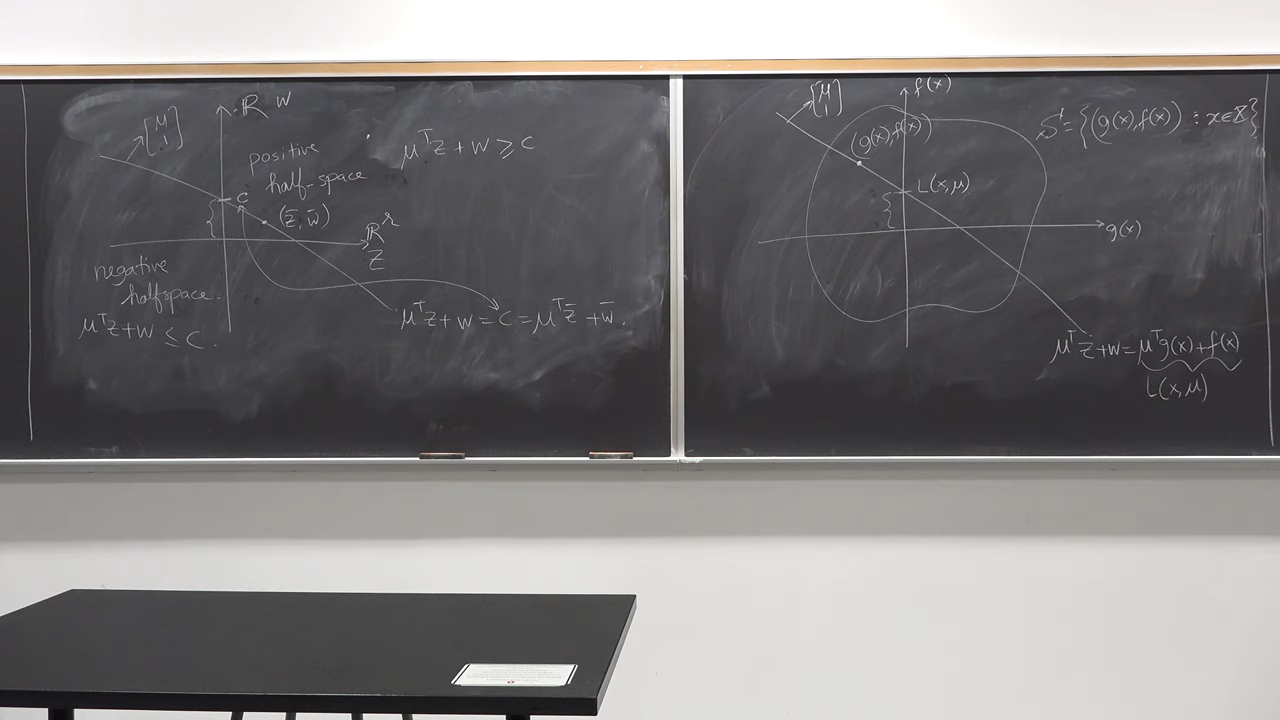 [μ 1]
ℝ w
positive
half-space
μᵀz + w ≥ c
c
(z̄, w̄)
ℝʳ
z
negative
halfspace.
μᵀz + w ≤ c.
μᵀz + w = c = μᵀz̄ + w̄.
[μ 1]
f(x)
(g(x), f(x))
S = {(g(x), f(x)) : x ∈ X}
L(x, μ)
g(x)
μᵀz + w = μᵀg(x) + f(x)
L(x, μ)